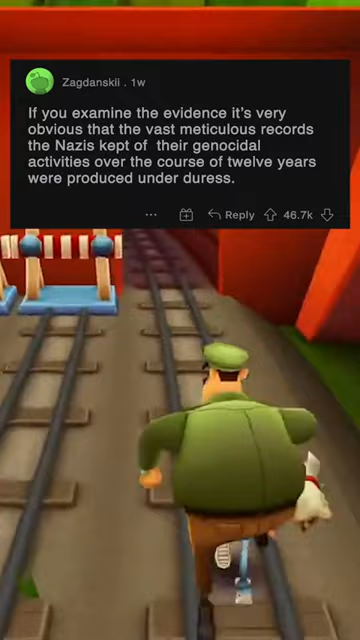 Zagdanskii . 1w
If you examine the evidence it's very
obvious that the vast meticulous records
the Nazis kept of their genocidal
activities over the course of twelve years
were produced under duress.
... Reply 46.7k